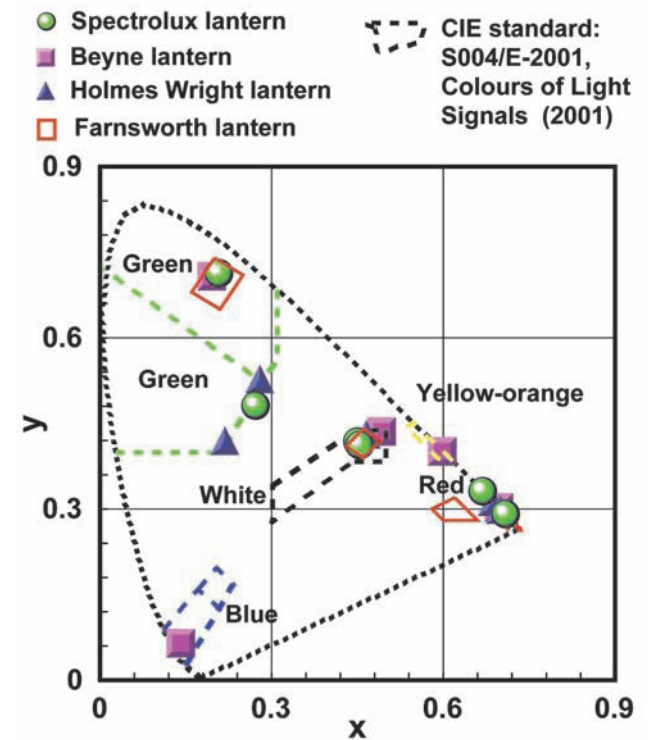 Spectrolux lantern
Beyne lantern
Holmes Wright lantern
Farnsworth lantern
CIE standard:
S004/E-2001,
Colours of Light
Signals (2001)
0.9
Green
0.6
Green
Yellow-orange
y
White
Red
0.3
Blue
0
0
0.3
0.6
0.9
x